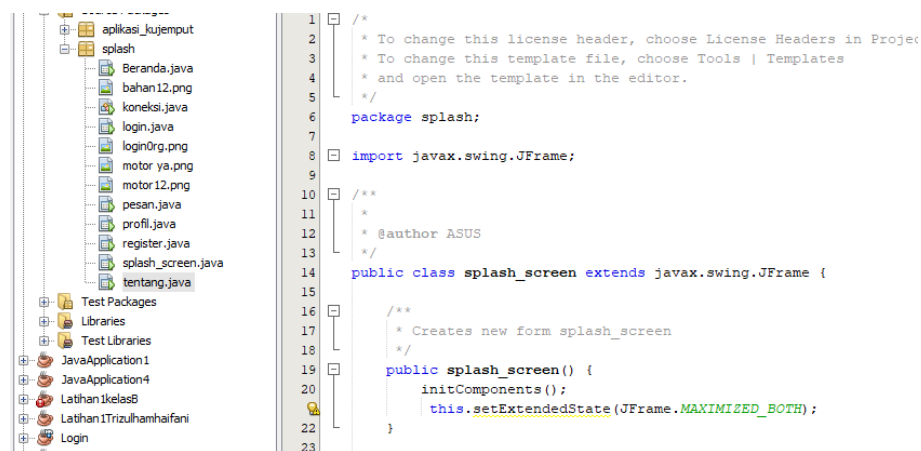 Source Packages
aplikasi_kujemput
splash
Beranda.java
bahan12.png
koneksi.java
login.java
login0rg.png
motor ya.png
motor12.png
pesan.java
profil.java
register.java
splash_screen.java
tentang.java
Test Packages
Libraries
Test Libraries
JavaApplication1
JavaApplication4
Latihan1kelasB
Latihan1Trizulhamhaifani
Login
1 /*
2 * To change this license header, choose License Headers in Projec
3 * To change this template file, choose Tools | Templates
4 * and open the template in the editor.
5 */
6 package splash;
7
8 import javax.swing.JFrame;
9
10 /**
11 *
12 * @author ASUS
13 */
14 public class splash_screen extends javax.swing.JFrame {
15
16 /**
17 * Creates new form splash_screen
18 */
19 public splash_screen() {
20 initComponents();
this.setExtendedState(JFrame.MAXIMIZED_BOTH);
22 }
23